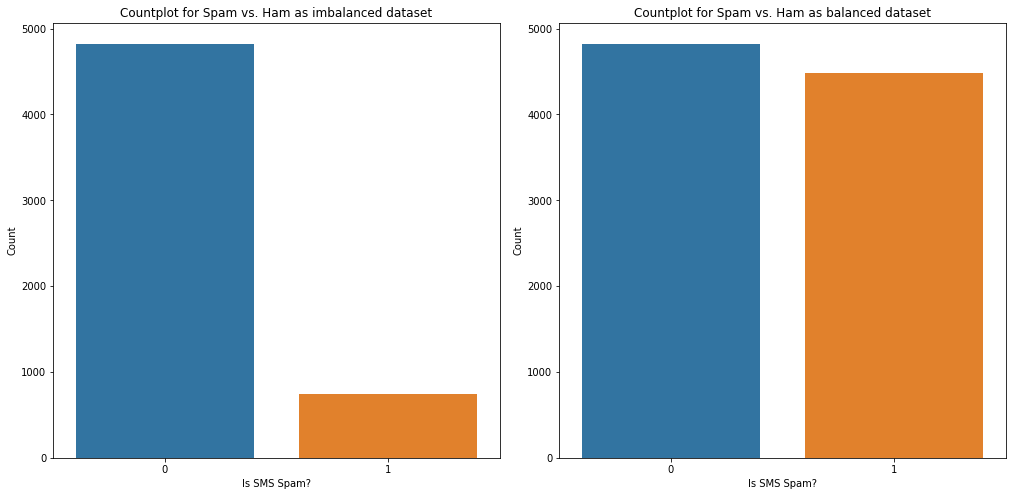 Countplot for Spam vs. Ham as imbalanced dataset
5000
4000
3000
2000
1000
0
Count
0 1
Is SMS Spam?
Countplot for Spam vs. Ham as balanced dataset
5000
4000
3000
2000
1000
0
Count
0 1
Is SMS Spam?